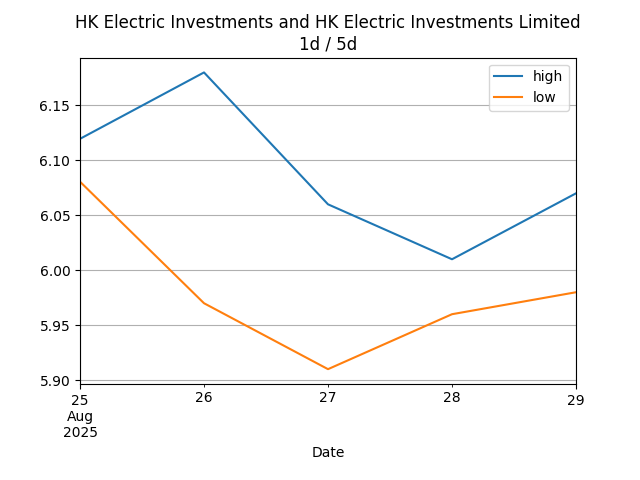 HK Electric Investments and HK Electric Investments Limited
1d / 5d
high
low
6.15
6.10
6.05
6.00
5.95
5.90
25
Aug
2025
26
27
28
29
Date